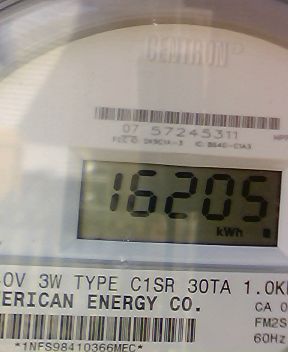 CENTRON
07 57245311
16205
kWh
0V 3W TYPE C1SR 30TA 1.0K
ERICAN ENERGY CO.
CA 0
FM2S
60Hz
*1NFS98410366MEC*